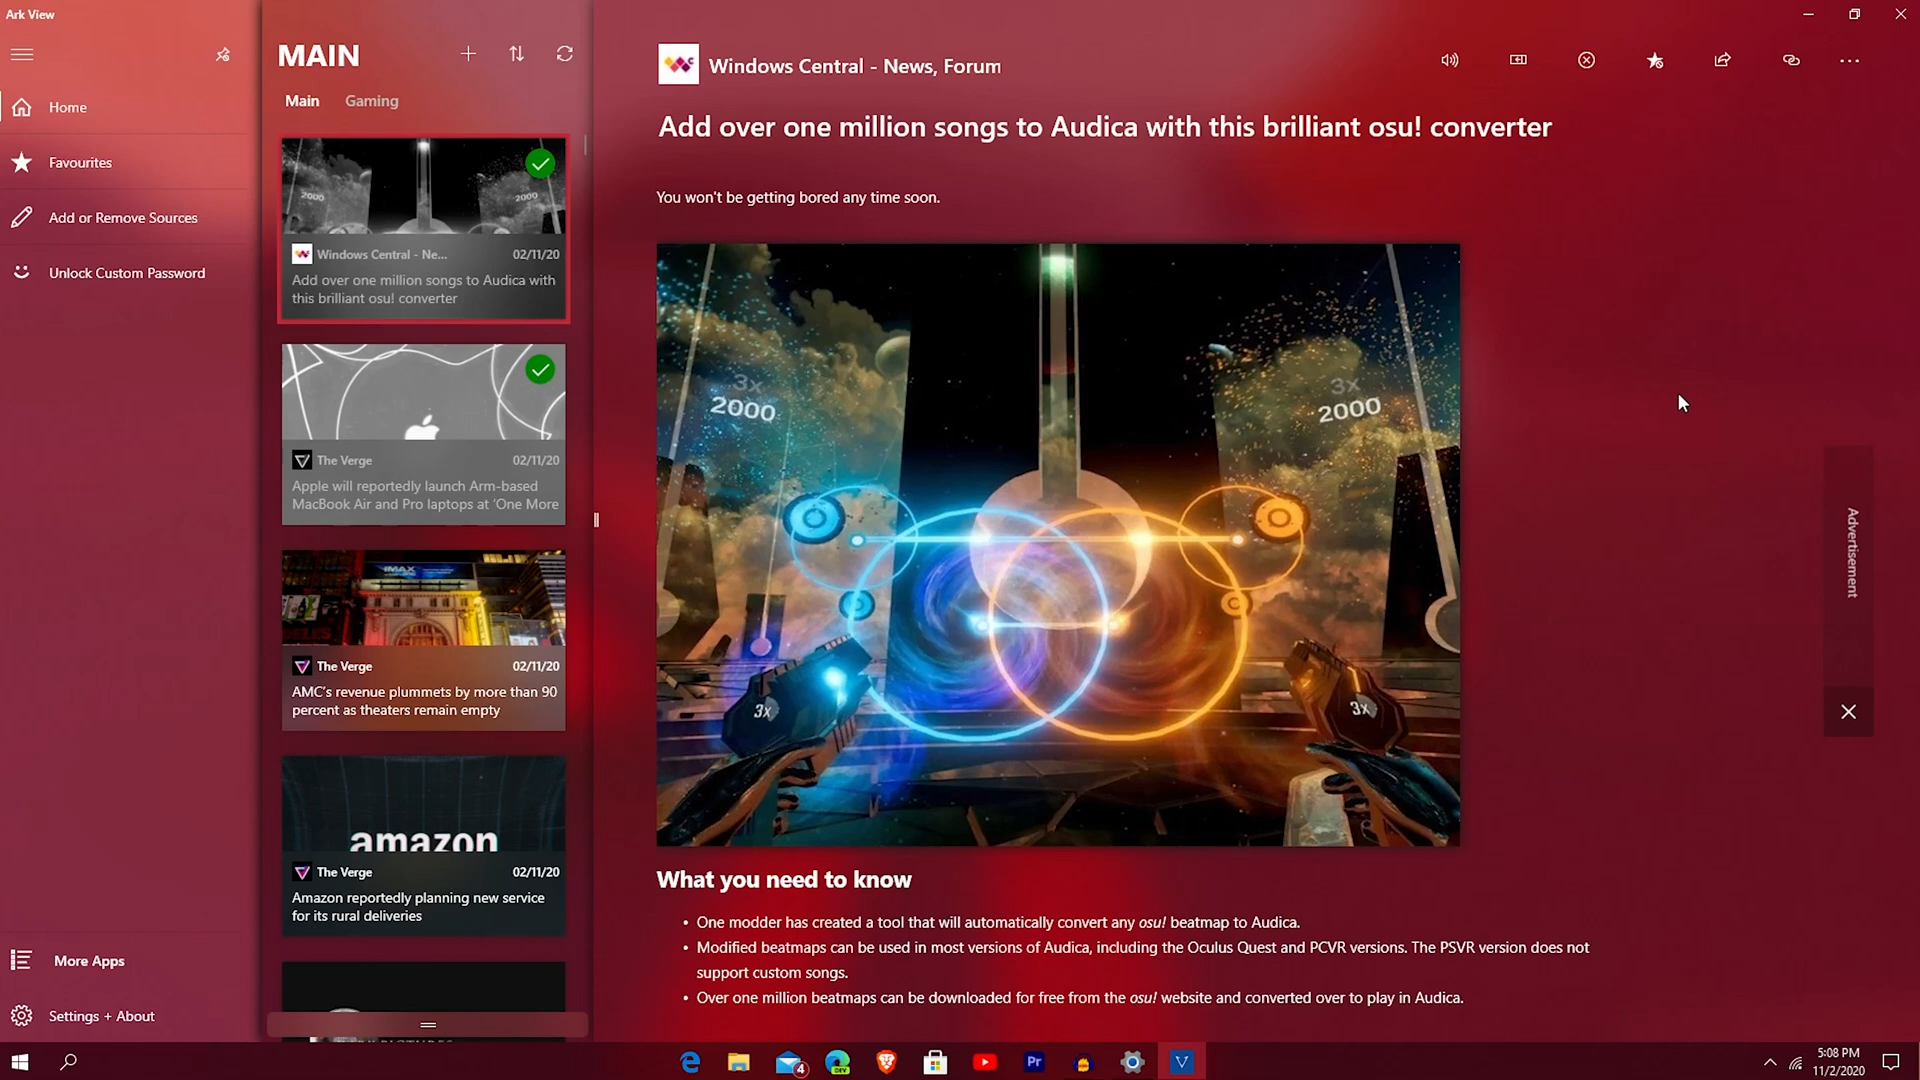 Ark View
Home
Favourites
Add or Remove Sources
Unlock Custom Password
More Apps
Settings + About
MAIN
Main
Gaming
2000
2000
Windows Central - Ne...
02/11/20
Add over one million songs to Audica with
this brilliant osu! converter
The Verge
02/11/20
Apple will reportedly launch Arm-based
MacBook Air and Pro laptops at ‘One More
IMAX
The Verge
02/11/20
AMC’s revenue plummets by more than 90
percent as theaters remain empty
amazon
The Verge
02/11/20
Amazon reportedly planning new service
for its rural deliveries
Windows Central - News, Forum
Add over one million songs to Audica with this brilliant osu! converter
You won't be getting bored any time soon.
3x
2000
3x
2000
3x
3x
What you need to know
• One modder has created a tool that will automatically convert any osu! beatmap to Audica.
• Modified beatmaps can be used in most versions of Audica, including the Oculus Quest and PCVR versions. The PSVR version does not
support custom songs.
• Over one million beatmaps can be downloaded for free from the osu! website and converted over to play in Audica.
Advertisement
4
DEV
Pr
5:08 PM
11/2/2020